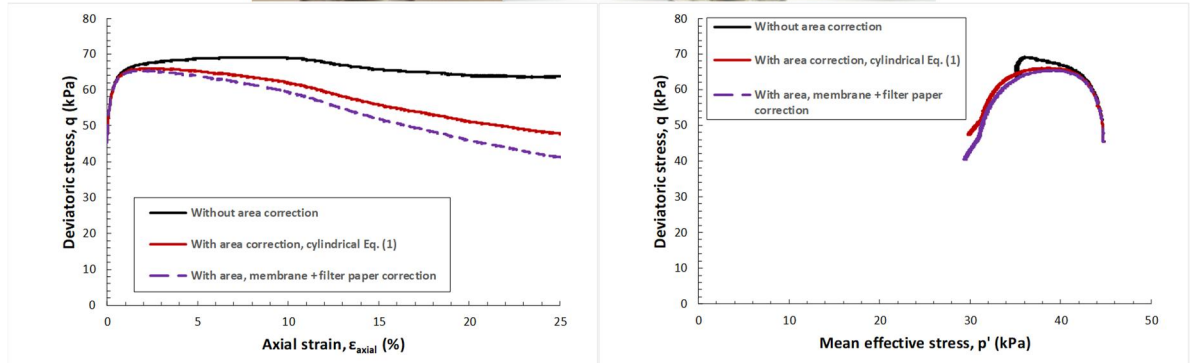 80
70
60
50
40
30
20
10
0
Deviatoric stress, q (kPa)
Without area correction
With area correction, cylindrical Eq. (1)
With area, membrane + filter paper correction
0 5 10 15 20 25
Axial strain, εaxial (%)
80
70
60
50
40
30
20
10
0
Deviatoric stress, q (kPa)
Without area correction
With area correction, cylindrical Eq. (1)
With area, membrane + filter paper
correction
0 10 20 30 40 50
Mean effective stress, p' (kPa)